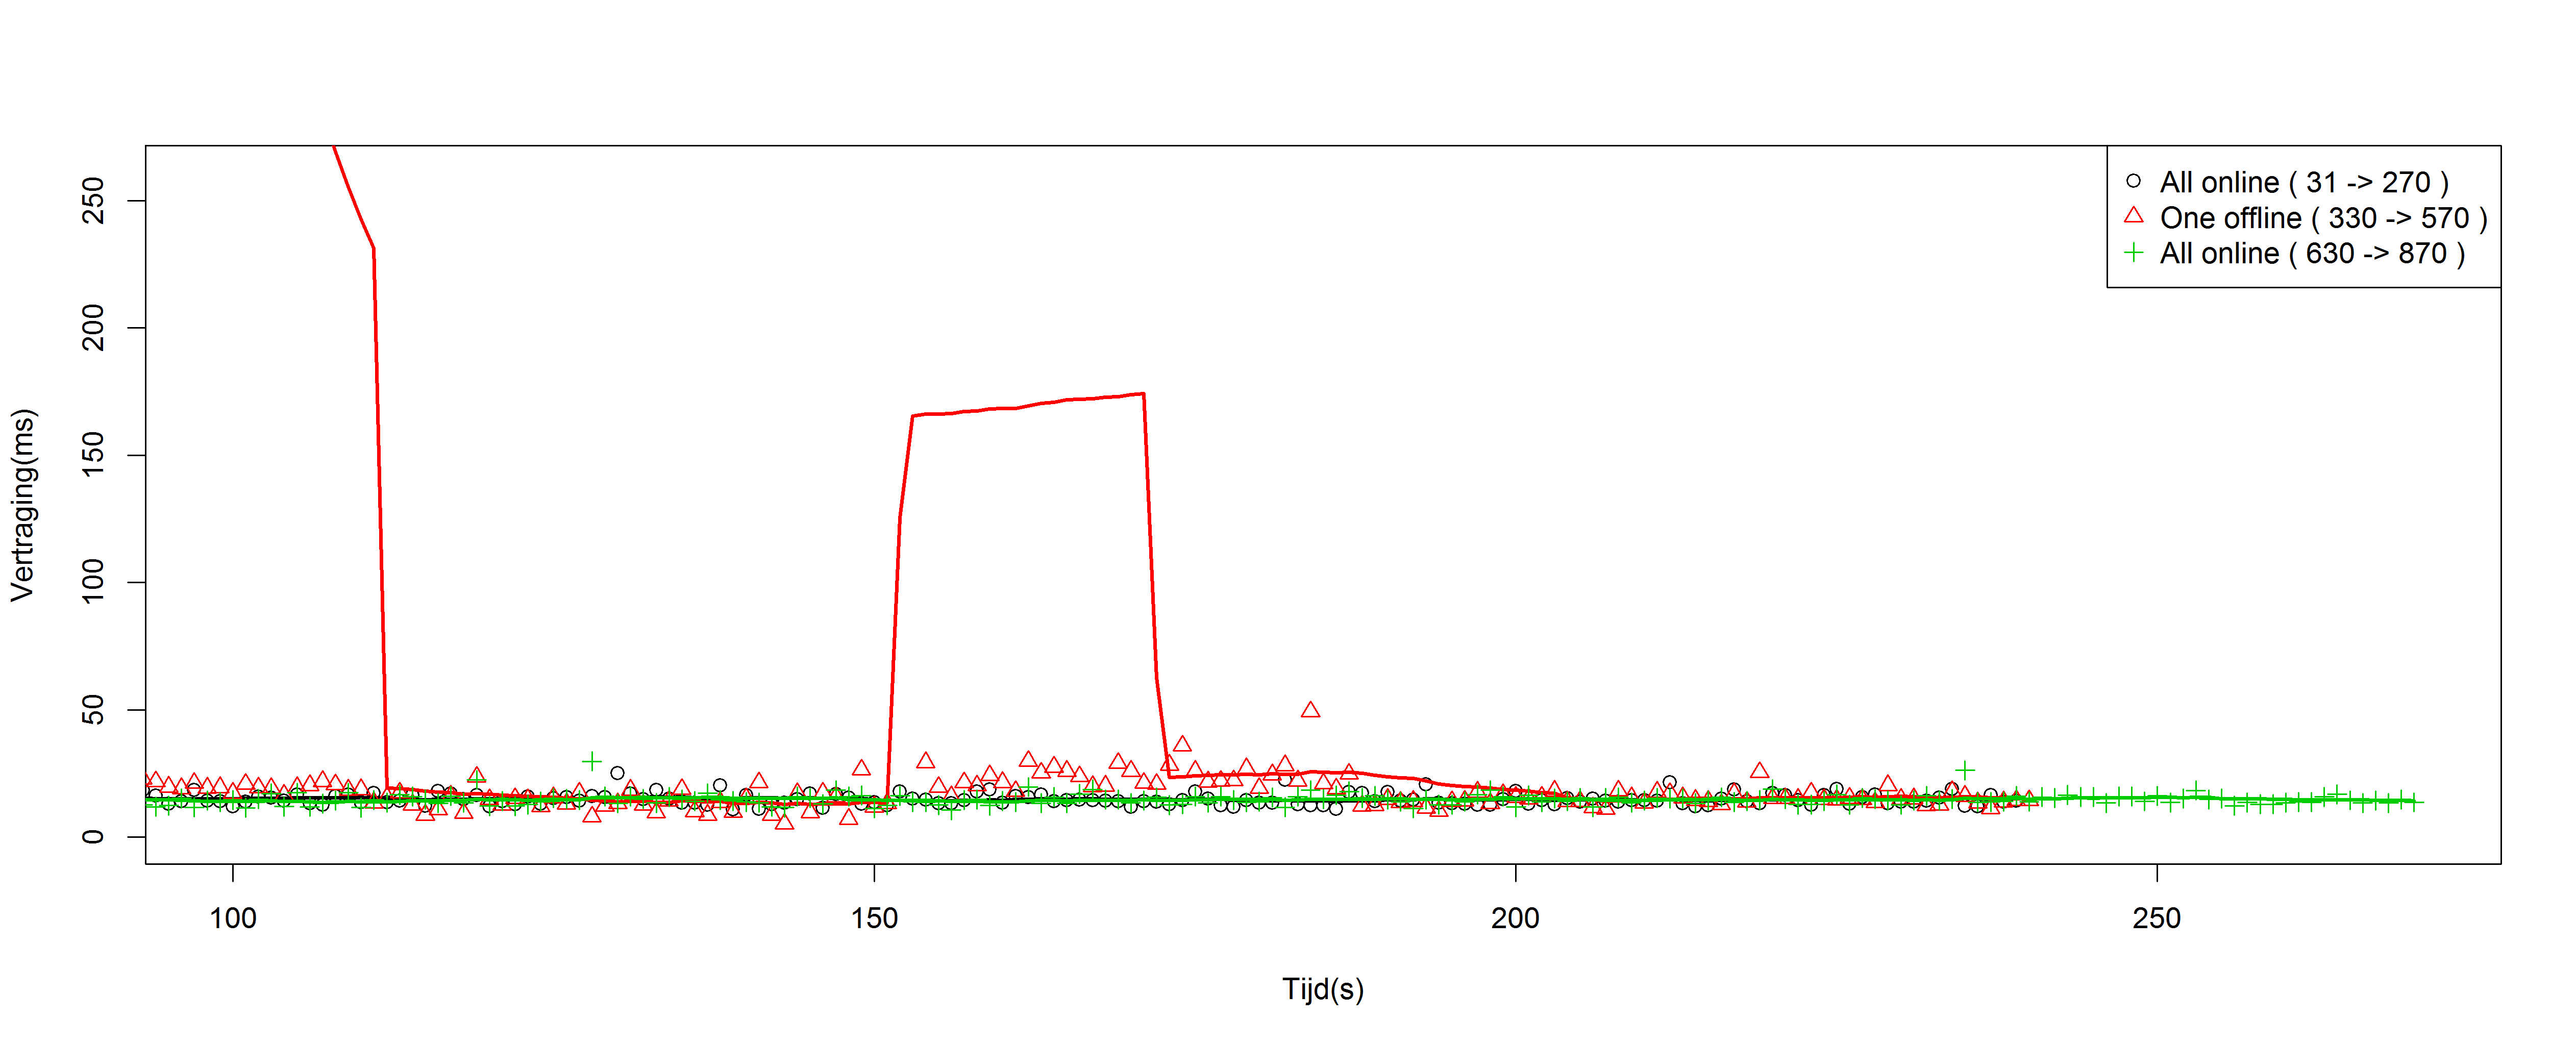 All online ( 31 -> 270 )
One offline ( 330 -> 570 )
All online ( 630 -> 870 )
Vertraging(ms)
250
200
150
100
50
0
100
150
200
250
Tijd(s)